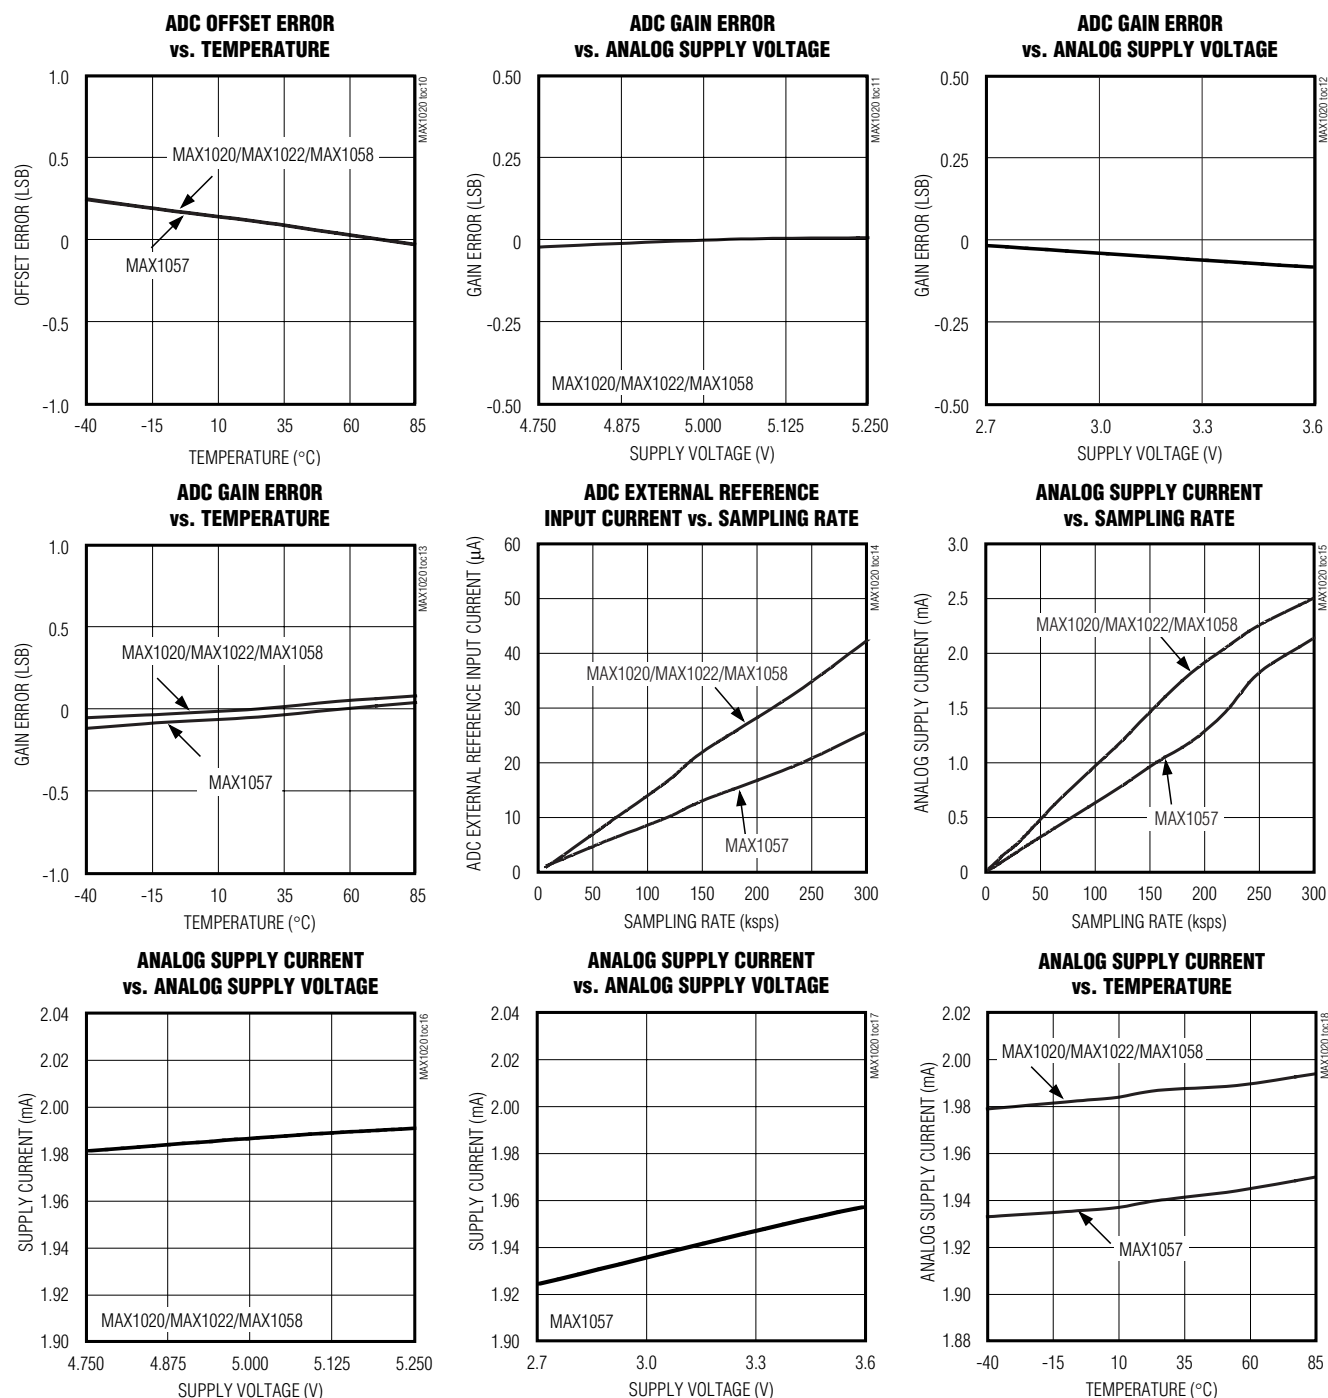 ADC OFFSET ERROR
vs. TEMPERATURE
MAX1020 toc10
OFFSET ERROR (LSB)
1.0
0.5
0
-0.5
-1.0
MAX1020/MAX1022/MAX1058
MAX1057
-40 -15 10 35 60 85
TEMPERATURE (°C)
ADC GAIN ERROR
vs. ANALOG SUPPLY VOLTAGE
MAX1020 toc11
GAIN ERROR (LSB)
0.50
0.25
0
-0.25
-0.50
MAX1020/MAX1022/MAX1058
4.750 4.875 5.000 5.125 5.250
SUPPLY VOLTAGE (V)
ADC GAIN ERROR
vs. ANALOG SUPPLY VOLTAGE
MAX1020 toc12
GAIN ERROR (LSB)
0.50
0.25
0
-0.25
-0.50
2.7 3.0 3.3 3.6
SUPPLY VOLTAGE (V)
ADC GAIN ERROR
vs. TEMPERATURE
MAX1020 toc13
GAIN ERROR (LSB)
1.0
0.5
0
-0.5
-1.0
MAX1020/MAX1022/MAX1058
MAX1057
-40 -15 10 35 60 85
TEMPERATURE (°C)
ADC EXTERNAL REFERENCE
INPUT CURRENT vs. SAMPLING RATE
MAX1020 toc14
ADC EXTERNAL REFERENCE INPUT CURRENT (µA)
60
50
40
30
20
10
0
MAX1020/MAX1022/MAX1058
MAX1057
0 50 100 150 200 250 300
SAMPLING RATE (ksps)
ANALOG SUPPLY CURRENT
vs. SAMPLING RATE
MAX1020 toc15
ANALOG SUPPLY CURRENT (mA)
3.0
2.5
2.0
1.5
1.0
0.5
0
MAX1020/MAX1022/MAX1058
MAX1057
0 50 100 150 200 250 300
SAMPLING RATE (ksps)
ANALOG SUPPLY CURRENT
vs. ANALOG SUPPLY VOLTAGE
MAX1020 toc16
SUPPLY CURRENT (mA)
2.04
2.02
2.00
1.98
1.96
1.94
1.92
1.90
MAX1020/MAX1022/MAX1058
4.750 4.875 5.000 5.125 5.250
SUPPLY VOLTAGE (V)
ANALOG SUPPLY CURRENT
vs. ANALOG SUPPLY VOLTAGE
MAX1020 toc17
SUPPLY CURRENT (mA)
2.04
2.02
2.00
1.98
1.96
1.94
1.92
1.90
MAX1057
2.7 3.0 3.3 3.6
SUPPLY VOLTAGE (V)
ANALOG SUPPLY CURRENT
vs. TEMPERATURE
MAX1020 toc18
ANALOG SUPPLY CURRENT (mA)
2.02
2.00
1.98
1.96
1.94
1.92
1.90
1.88
MAX1020/MAX1022/MAX1058
MAX1057
-40 -15 10 35 60 85
TEMPERATURE (°C)